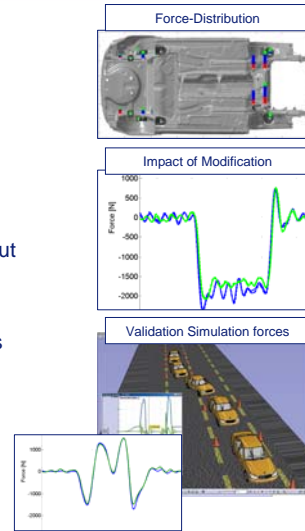 Force-Distribution
Impact of Modification
1000
500
0
-500
-1000
-1500
-2000
Force [N]
ut
s
Validation Simulation forces
1000
0
-1000
-2000
Force [N]